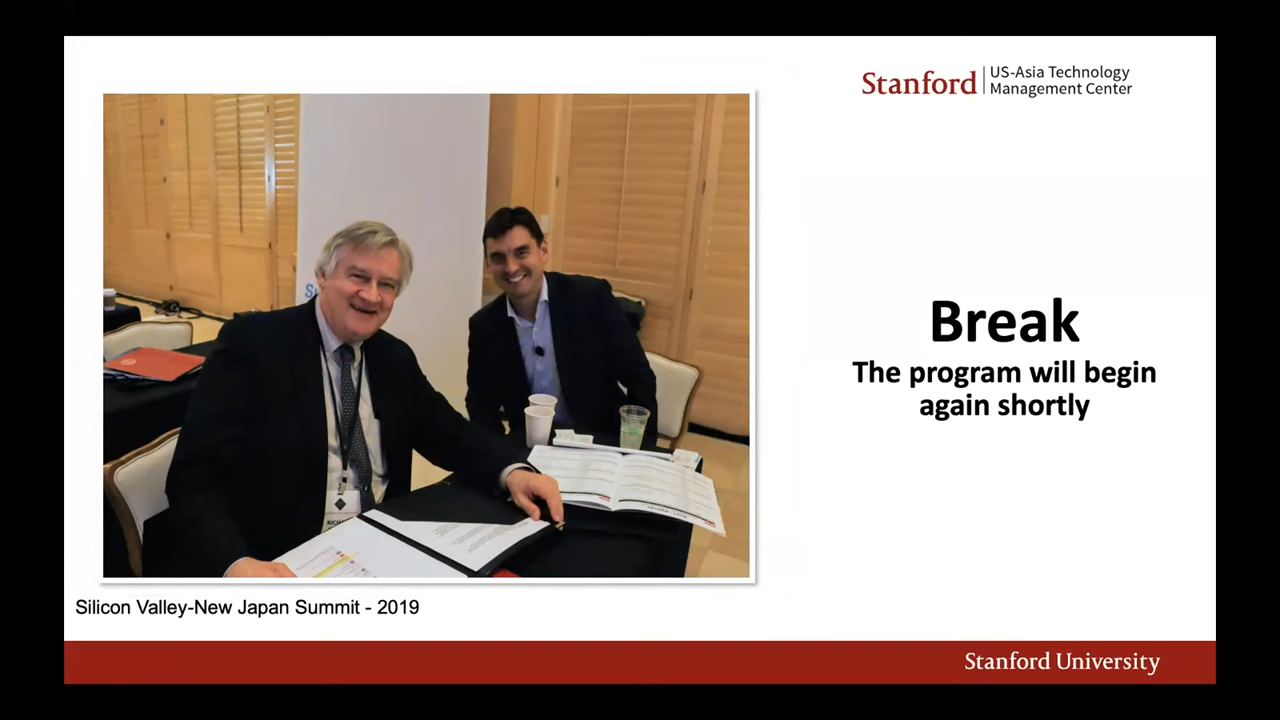 Stanford
US-Asia Technology
Management Center
Break
The program will begin
again shortly
Silicon Valley-New Japan Summit - 2019
Stanford University